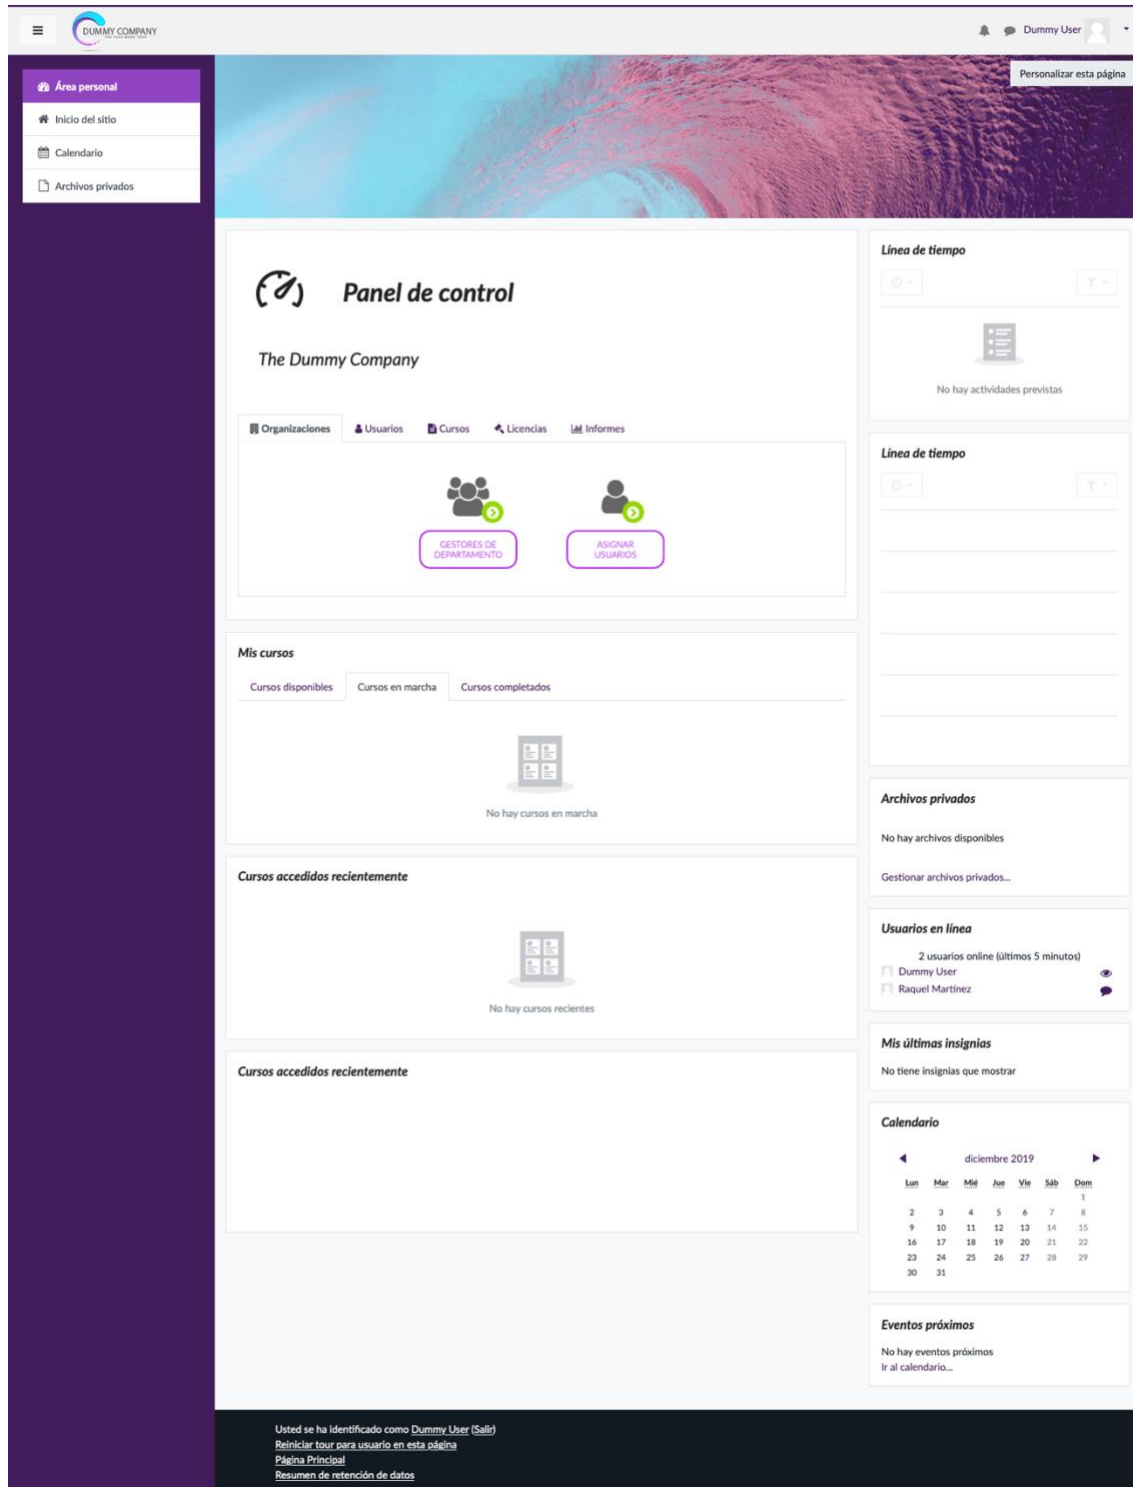 DUMMY COMPANY
Dummy User
Personalizar esta página
Área personal
Inicio del sitio
Calendario
Archivos privados
Panel de control
The Dummy Company
Organizaciones
Usuarios
Cursos
Licencias
Informes
GESTORES DE
DEPARTAMENTO
ASIGNAR
USUARIOS
Mis cursos
Cursos disponibles
Cursos en marcha
Cursos completados
No hay cursos en marcha
Cursos accedidos recientemente
No hay cursos recientes
Cursos accedidos recientemente
Línea de tiempo
No hay actividades previstas
Línea de tiempo
Archivos privados
No hay archivos disponibles
Gestionar archivos privados...
Usuarios en línea
2 usuarios online (últimos 5 minutos)
Dummy User
Raquel Martínez
Mis últimas insignias
No tiene insignias que mostrar
Calendario
diciembre 2019
Lun Mar Mié Jue Vie Sáb Dom
1
2 3 4 5 6 7 8
9 10 11 12 13 14 15
16 17 18 19 20 21 22
23 24 25 26 27 28 29
30 31
Eventos próximos
No hay eventos próximos
Ir al calendario...
Usted se ha identificado como Dummy User (Salir)
Reiniciar tour para usuario en esta página
Página Principal
Resumen de retención de datos